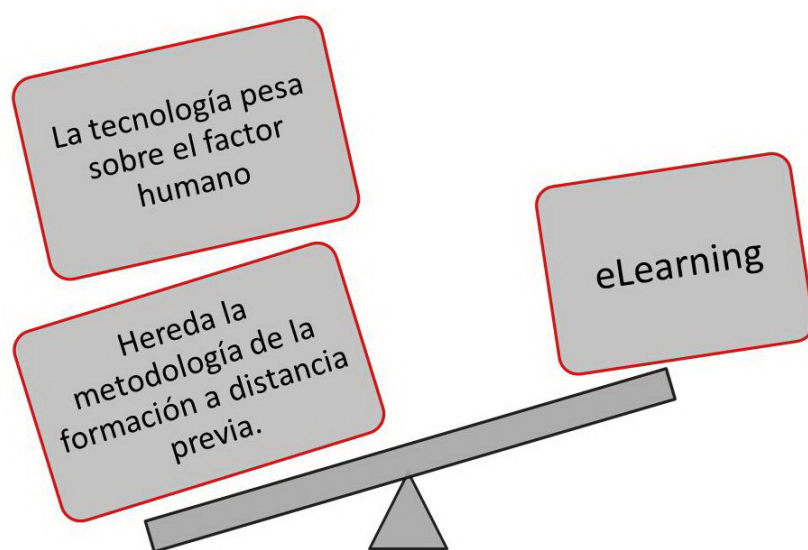 La tecnología pesa
sobre el factor
humano
Hereda la
metodología de la
formación a distancia
previa.
eLearning